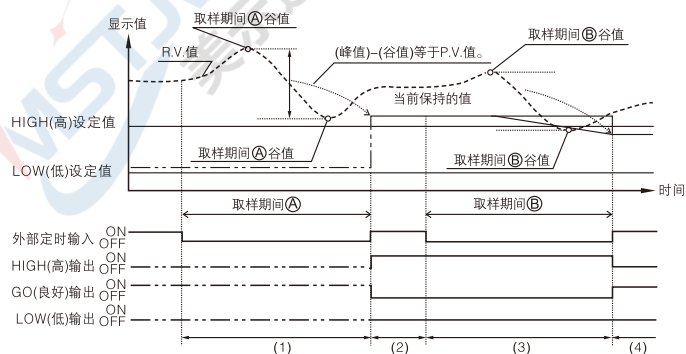 显示值
取样期间Ⓐ谷值
R.V.值
(峰值)–(谷值)等于P.V.值。
取样期间Ⓑ谷值
当前保持的值
HIGH(高)设定值
取样期间Ⓐ谷值
取样期间Ⓑ谷值
LOW(低)设定值
时间
取样期间Ⓐ
取样期间Ⓑ
外部定时输入 ON OFF
HIGH(高)输出 ON OFF
GO(良好)输出 ON OFF
LOW(低)输出 ON OFF
(1) (2) (3) (4)